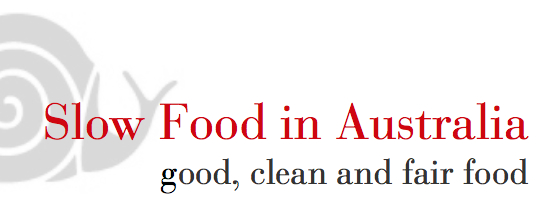 Slow Food in Australia
good, clean and fair food